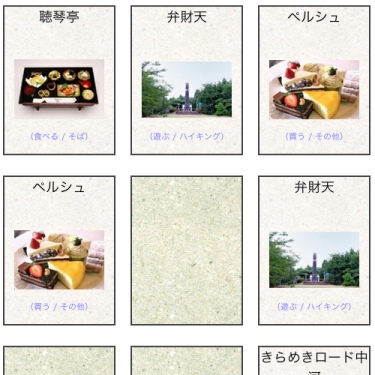 聴琴亭
弁財天
ペルシュ
（食べる / そば）
（遊ぶ / ハイキング）
（買う / その他）
ペルシュ
弁財天
（買う / その他）
（遊ぶ / ハイキング）
きらめきロード中